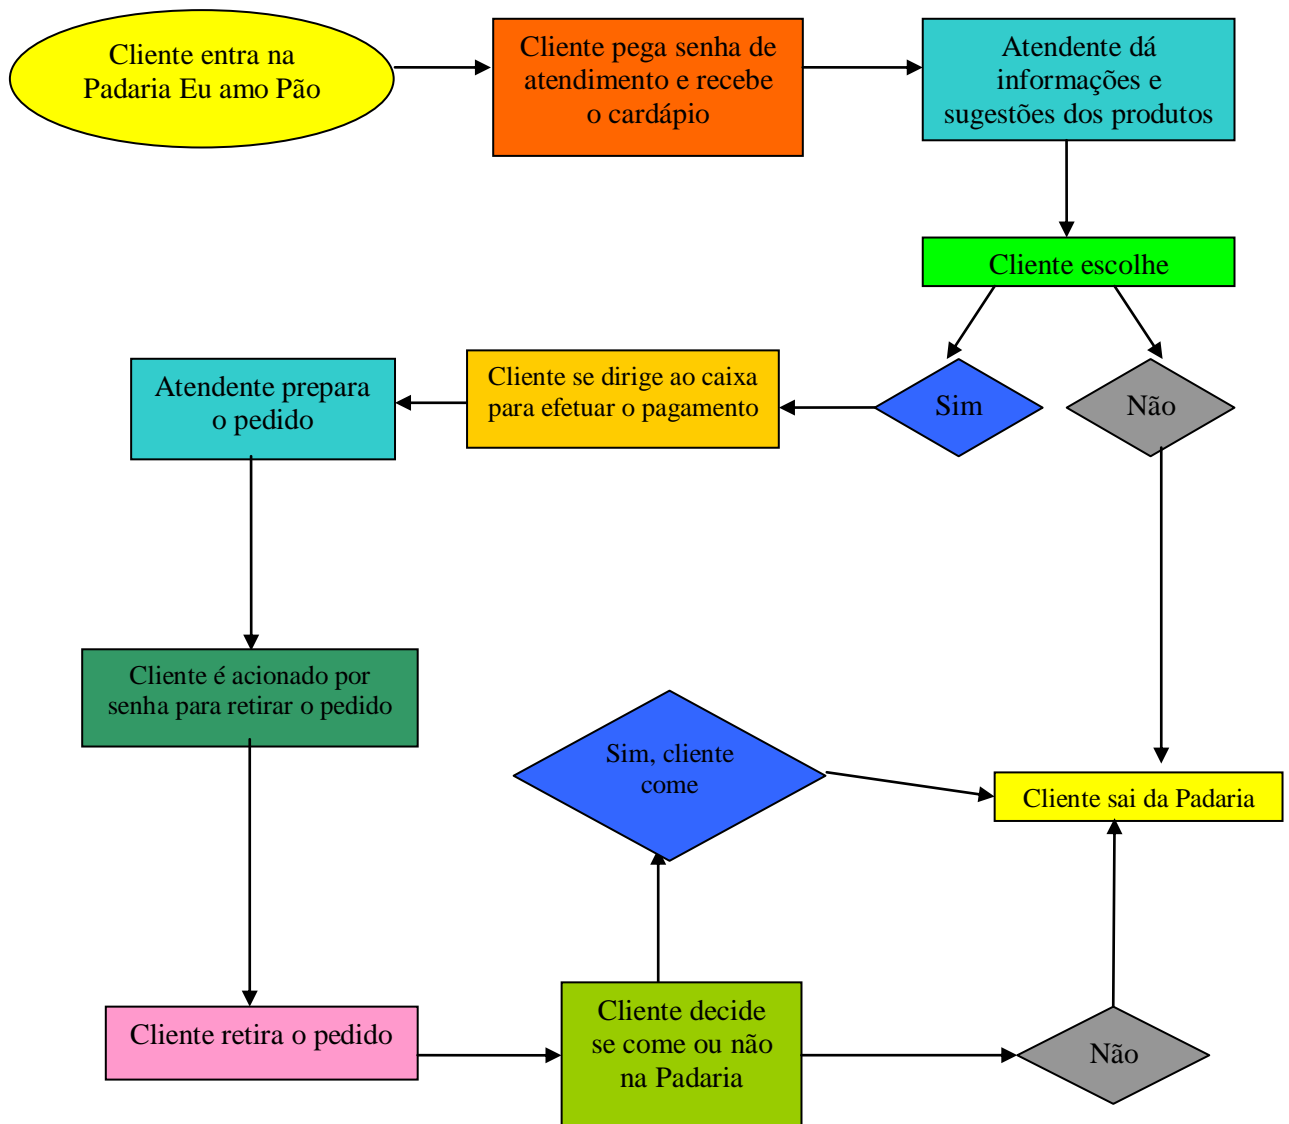 Cliente entra na
Padaria Eu amo Pão
Cliente pega senha de
atendimento e recebe
o cardápio
Atendente dá
informações e
sugestões dos produtos
Cliente escolhe
Sim
Não
Cliente se dirige ao caixa
para efetuar o pagamento
Atendente prepara
o pedido
Cliente é acionado por
senha para retirar o pedido
Cliente retira o pedido
Cliente decide
se come ou não
na Padaria
Sim, cliente
come
Não
Cliente sai da Padaria